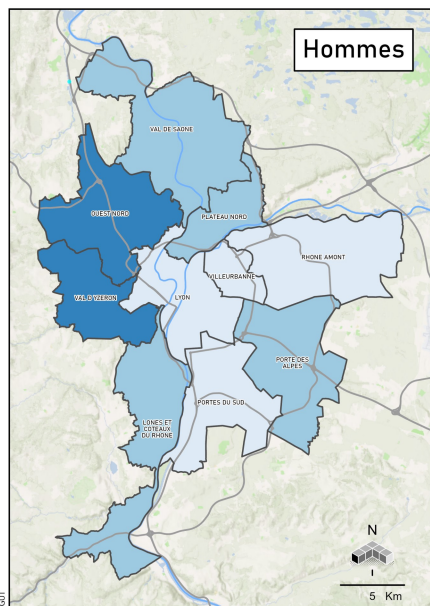 Hommes
VAL DE SAONE
OUEST NORD
PLATEAU NORD
RHONE AMONT
VILLEURBANNE
VAL D'YZERON
LYON
PORTE DES
ALPES
PORTES DU SUD
LONES ET
COTEAUX
DU RHONE
N
5 Km